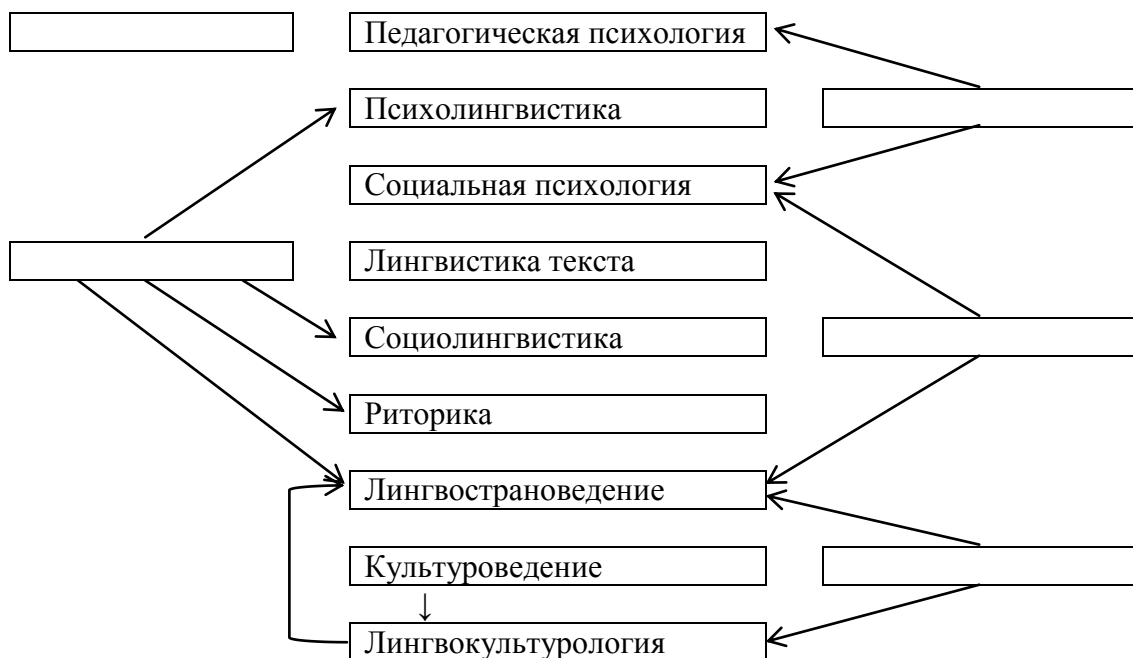 Педагогическая психология
Психолингвистика
Социальная психология
Лингвистика текста
Социолингвистика
Риторика
Лингвострановедение
Культуроведение
Лингвокультурология